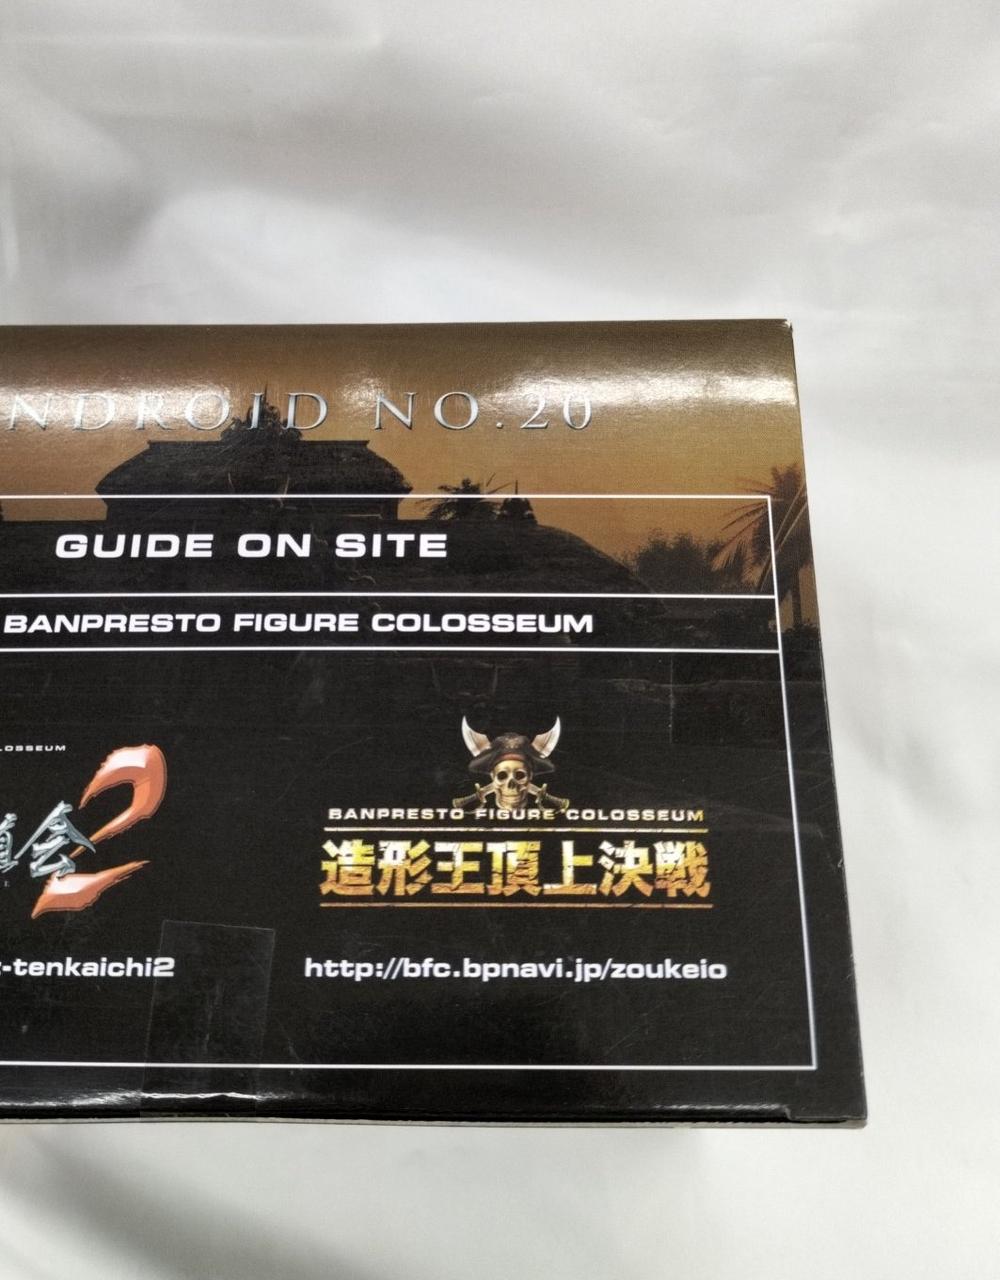 NDROID NO.20
GUIDE ON SITE
BANPRESTO FIGURE COLOSSEUM
OLOSSEUM
会2
-tenkaichi2
BANPRESTO FIGURE COLOSSEUM
造形王頂上決戦
http://bfc.bpnavi.jp/zoukeio